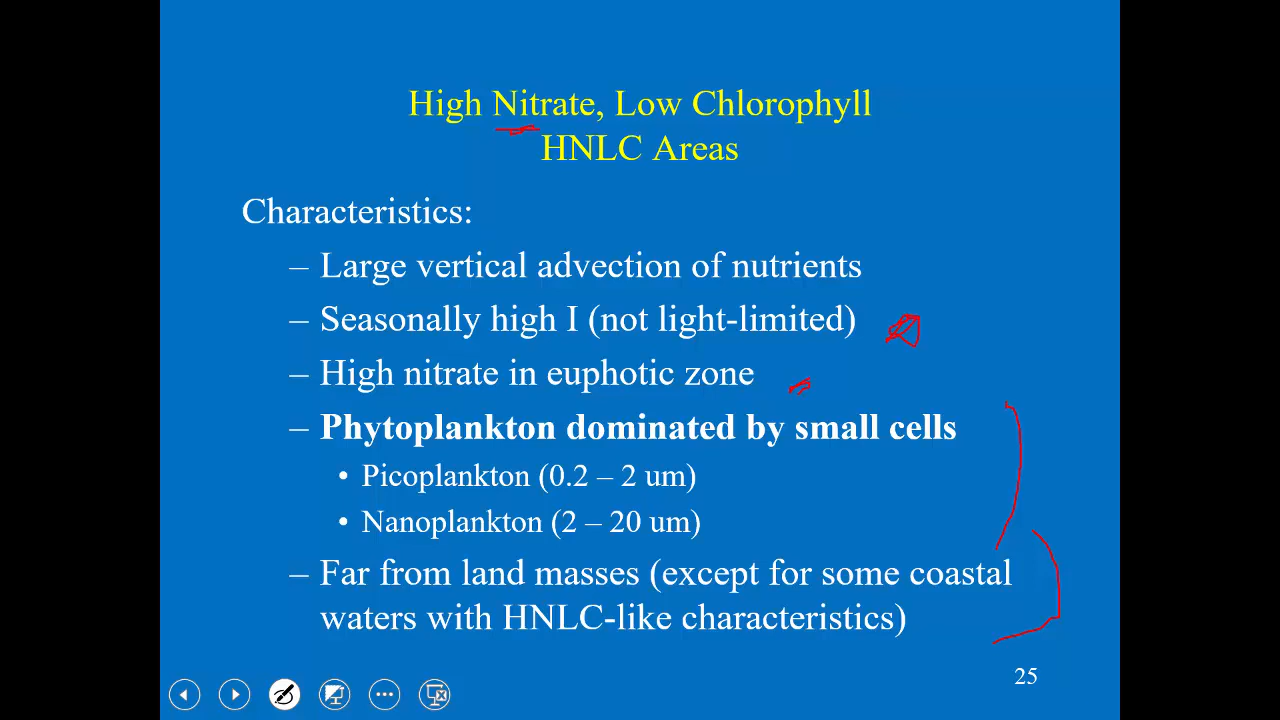 High Nitrate, Low Chlorophyll
HNLC Areas
Characteristics:
– Large vertical advection of nutrients
– Seasonally high I (not light-limited)
– High nitrate in euphotic zone
– Phytoplankton dominated by small cells
• Picoplankton (0.2 – 2 um)
• Nanoplankton (2 – 20 um)
– Far from land masses (except for some coastal
waters with HNLC-like characteristics)
25